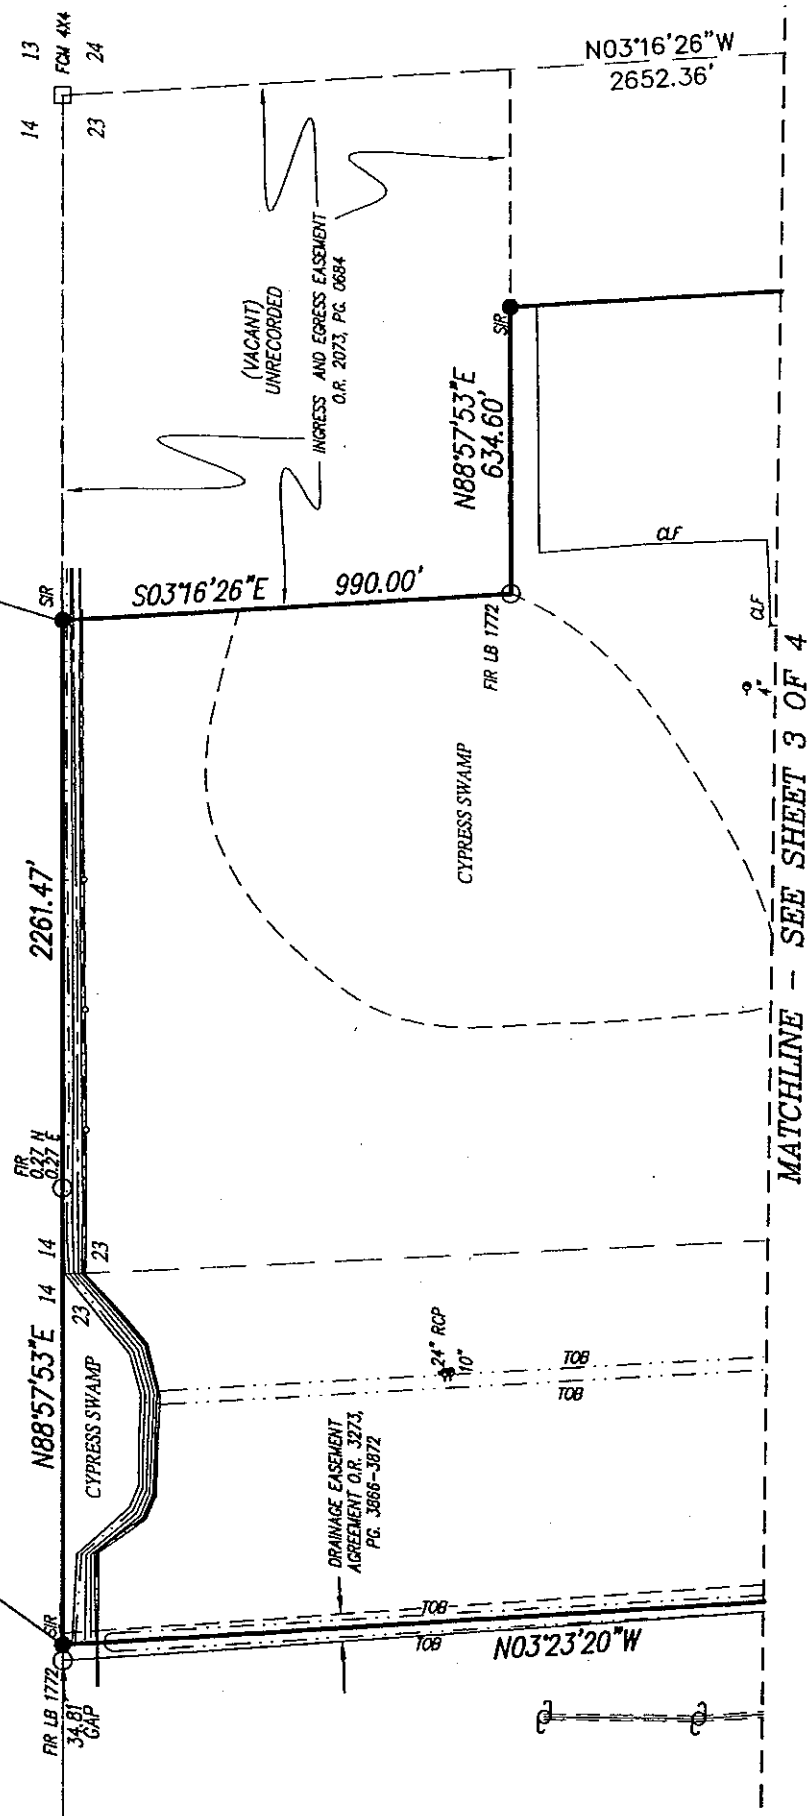 13
14
FCM 4X4
24
23
N03°16'26"W
2652.36'
(VACANT)
UNRECORDED
INGRESS AND EGRESS EASEMENT
O.R. 2073, PG. 0684
SIR
N88°57'53"E
634.60'
CLF
CLF
SIR
S03°16'26"E
990.00'
FIR LB 1772
4"
CYPRESS SWAMP
2261.47'
FIR
0.27 N
0.27 E
14
23
14
23
N88°57'53"E
CYPRESS SWAMP
24" RCP
10"
TOB
TOB
DRAINAGE EASEMENT
AGREEMENT O.R. 3273,
PG. 3866-3872
SIR
TOB
TOB
N03°23'20"W
FIR LB 1772
34.81'
GAP
MATCHLINE - SEE SHEET 3 OF 4